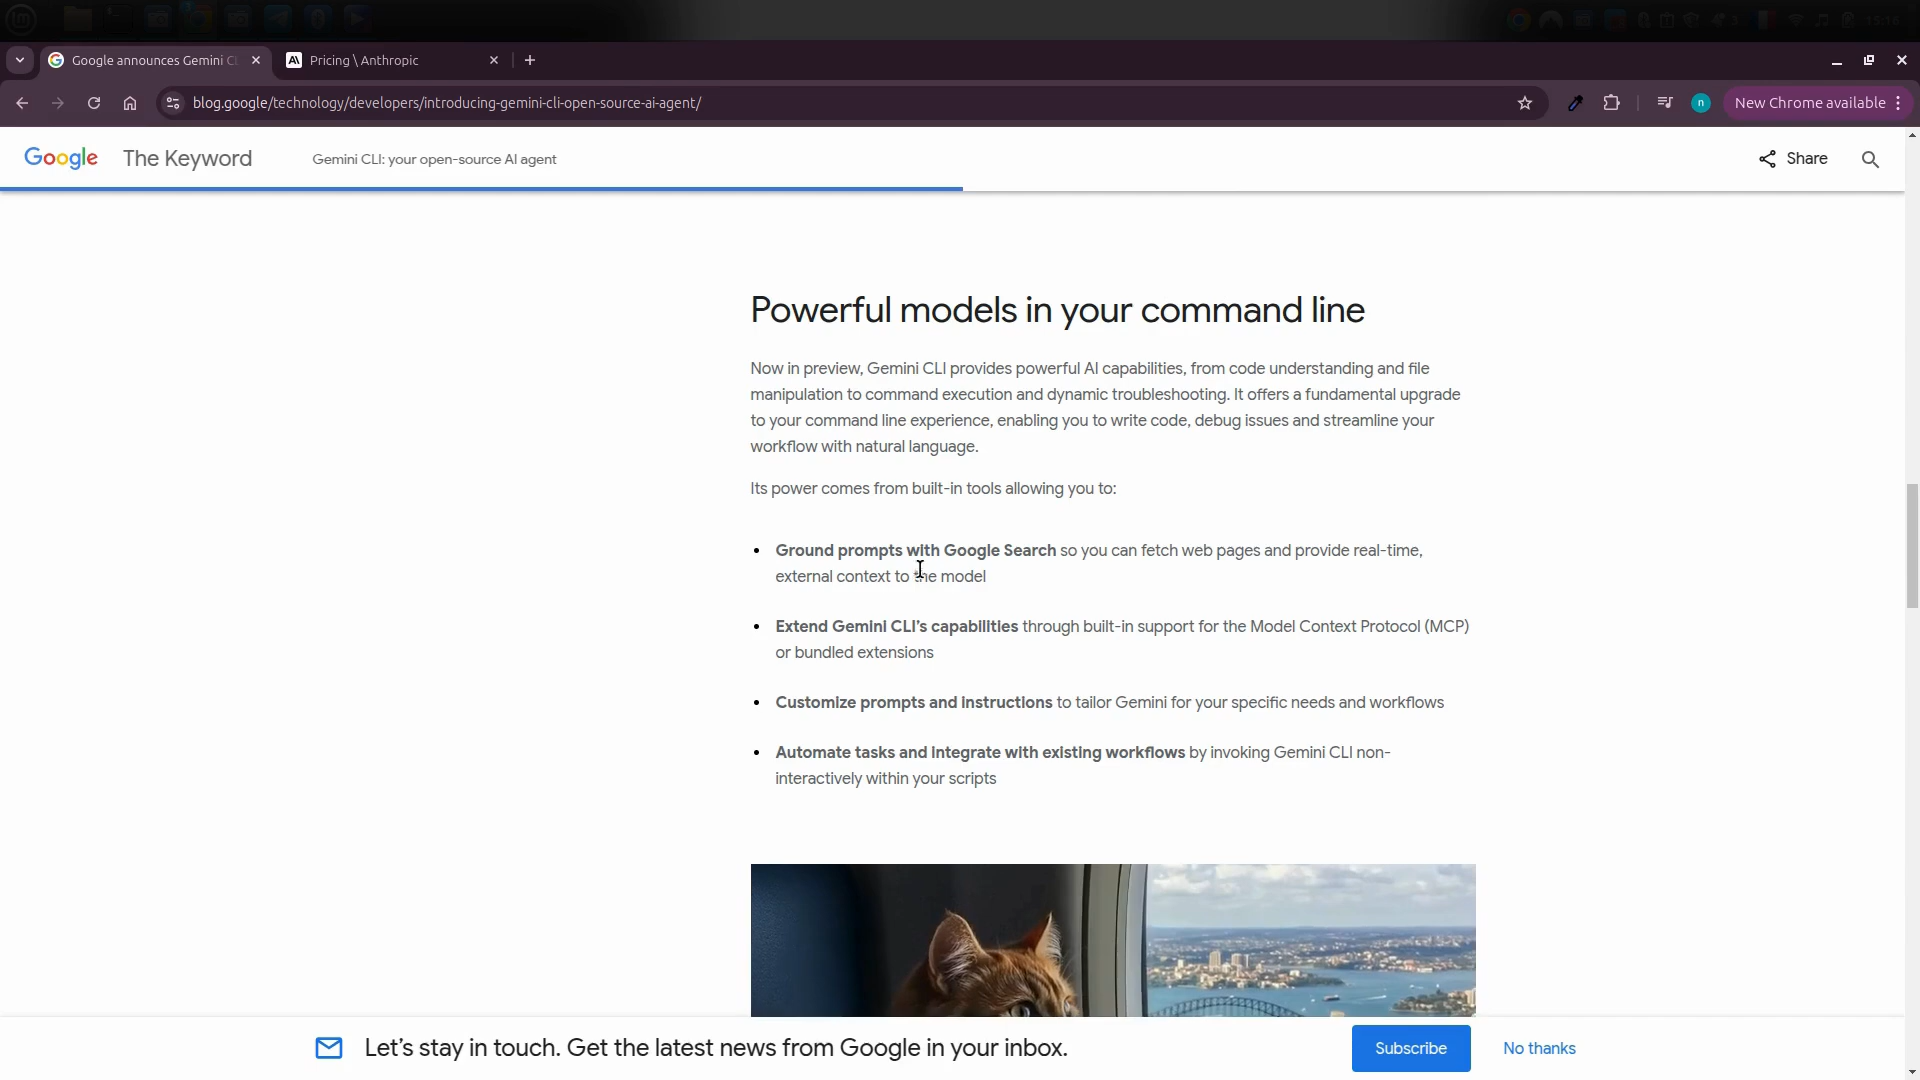 Google announces Gemini C
Pricing \ Anthropic
blog.google/technology/developers/introducing-gemini-cli-open-source-ai-agent/
n
New Chrome available
Google
The Keyword
Gemini CLI: your open-source AI agent
Share
Powerful models in your command line
Now in preview, Gemini CLI provides powerful AI capabilities, from code understanding and file
manipulation to command execution and dynamic troubleshooting. It offers a fundamental upgrade
to your command line experience, enabling you to write code, debug issues and streamline your
workflow with natural language.
Its power comes from built-in tools allowing you to:
Ground prompts with Google Search so you can fetch web pages and provide real-time,
external context to the model
Extend Gemini CLI's capabilities through built-in support for the Model Context Protocol (MCP)
or bundled extensions
Customize prompts and instructions to tailor Gemini for your specific needs and workflows
Automate tasks and integrate with existing workflows by invoking Gemini CLI non-
interactively within your scripts
Let's stay in touch. Get the latest news from Google in your inbox.
Subscribe
No thanks